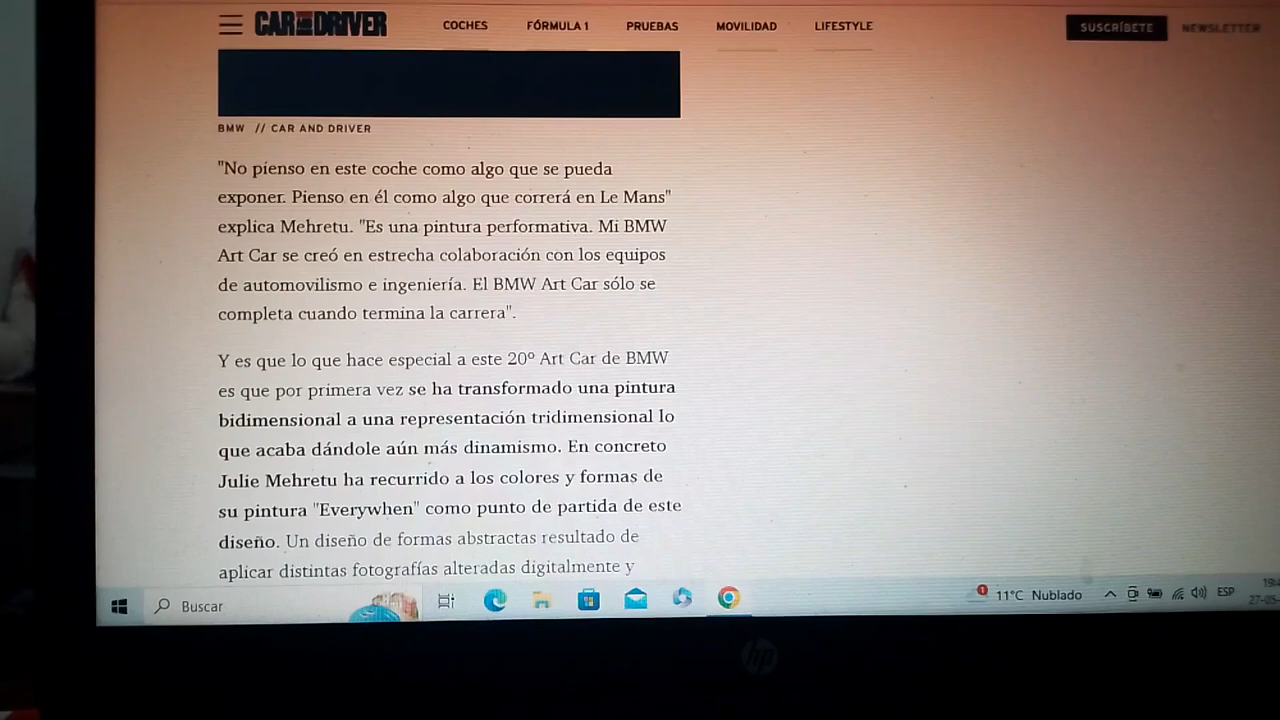 CAR AND DRIVER COCHES FÓRMULA 1 PRUEBAS MOVILIDAD LIFESTYLE SUSCRÍBETE NEWSLETTER
BMW // CAR AND DRIVER
"No pienso en este coche como algo que se pueda
exponer. Pienso en él como algo que correrá en Le Mans"
explica Mehretu. "Es una pintura performativa. Mi BMW
Art Car se creó en estrecha colaboración con los equipos
de automovilismo e ingeniería. El BMW Art Car sólo se
completa cuando termina la carrera".
Y es que lo que hace especial a este 20º Art Car de BMW
es que por primera vez se ha transformado una pintura
bidimensional a una representación tridimensional lo
que acaba dándole aún más dinamismo. En concreto
Julie Mehretu ha recurrido a los colores y formas de
su pintura "Everywhen" como punto de partida de este
diseño. Un diseño de formas abstractas resultado de
aplicar distintas fotografías alteradas digitalmente y
Buscar 1 11°C Nublado ESP
hp